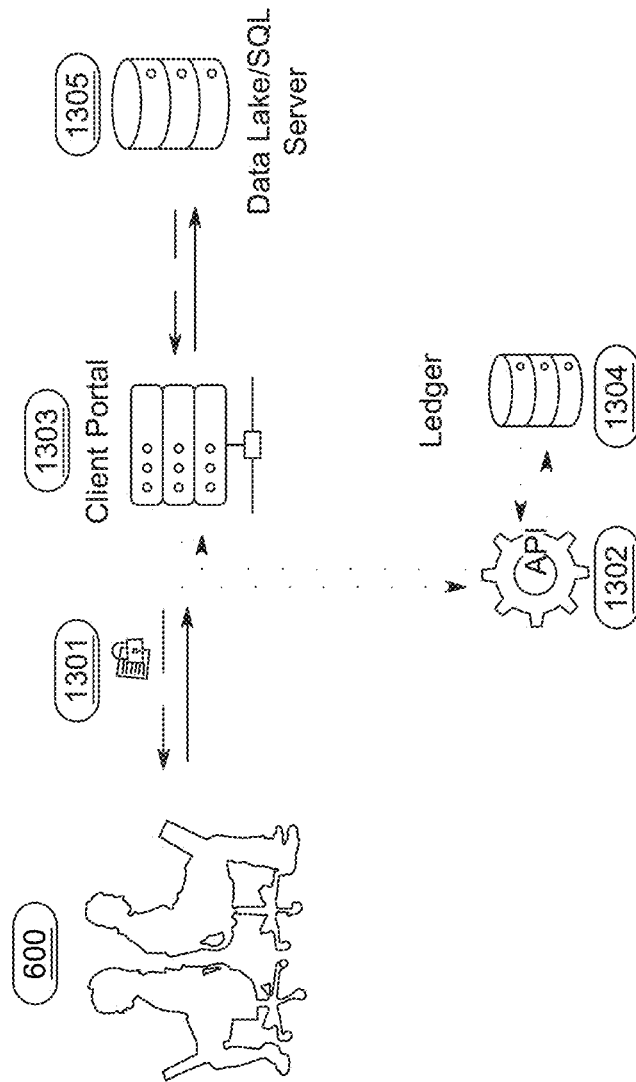 600
1301
1303
Client Portal
1305
Data Lake/SQL
Server
API
1302
Ledger
1304